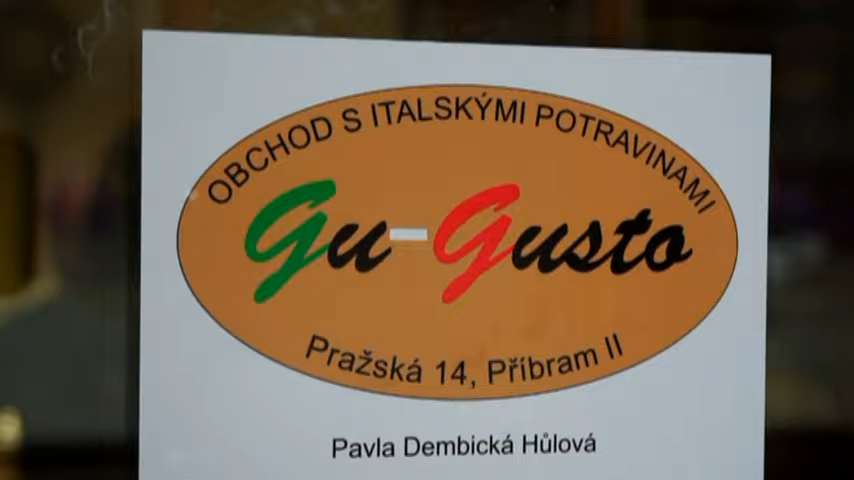 OBCHOD S ITALSKÝMI POTRAVINAMI
Gu-Gusto
Pražská 14, Příbram II
Pavla Dembická Hůlová